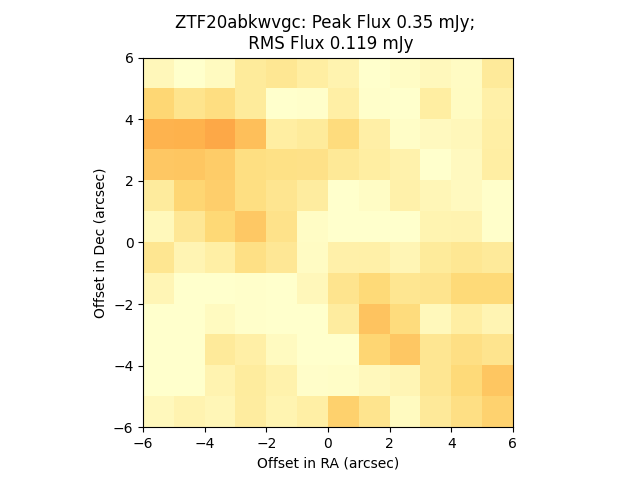 ZTF20abkwvgc: Peak Flux 0.35 mJy;
RMS Flux 0.119 mJy
6
4
2
0
−2
−4
−6
Offset in Dec (arcsec)
−6 −4 −2 0 2 4 6
Offset in RA (arcsec)